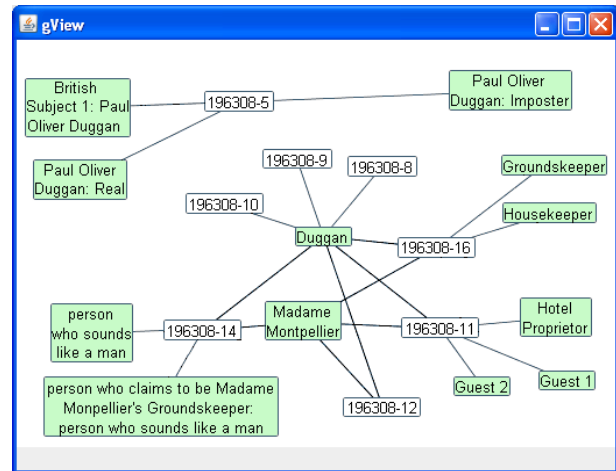 gView
British
Subject 1: Paul
Oliver Duggan
196308-5
Paul Oliver
Duggan: Imposter
Paul Oliver
Duggan: Real
196308-9
196308-8
Groundskeeper
196308-10
Housekeeper
Duggan
196308-16
person
who sounds
like a man
196308-14
Madame
Montpellier
196308-11
Hotel
Proprietor
person who claims to be Madame
Monpellier's Groundskeeper:
person who sounds like a man
Guest 2
Guest 1
196308-12